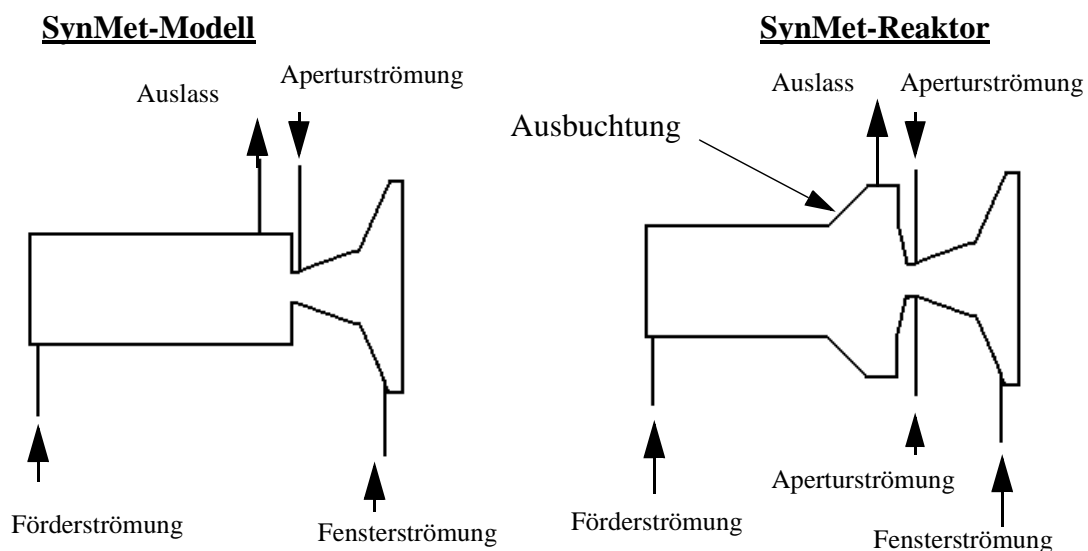 SynMet-Modell
Auslass
Aperturströmung
Förderströmung
Fensterströmung
SynMet-Reaktor
Auslass
Aperturströmung
Ausbuchtung
Aperturströmung
Förderströmung
Fensterströmung